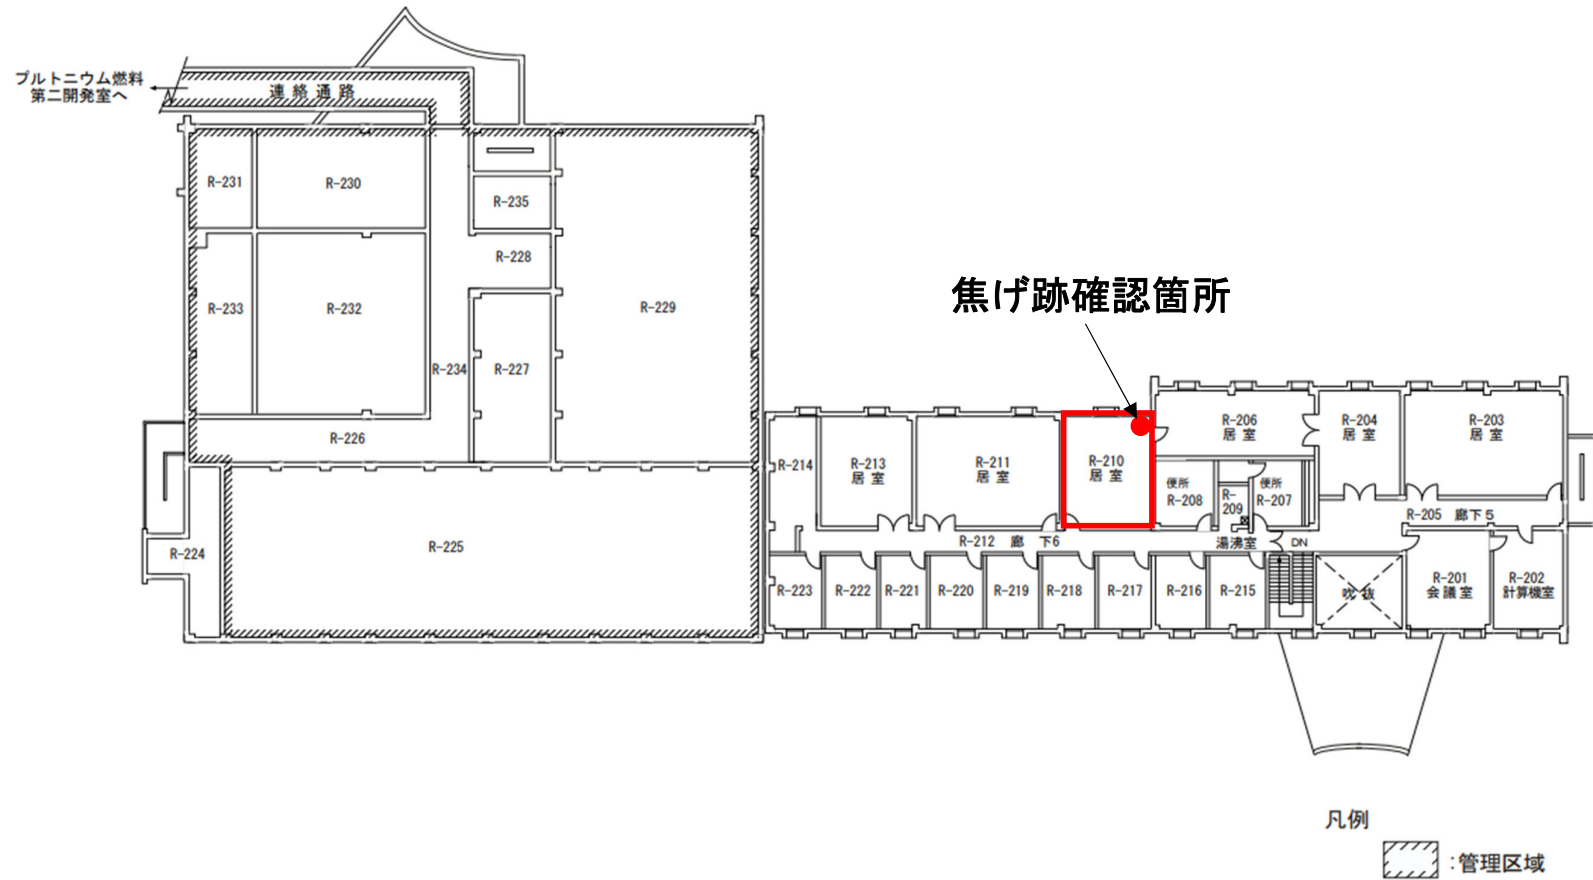 プルトニウム燃料
第二開発室へ
連絡通路
R-231
R-230
R-235
R-228
R-233
R-232
R-229
R-234
R-227
R-226
R-225
R-224
焦げ跡確認箇所
R-214
R-213
居室
R-211
居室
R-210
居室
R-206
居室
R-204
居室
R-203
居室
便所
R-208
R-
209
便所
R-207
R-205 廊下5
R-212 廊下6
湯沸室
DN
R-223
R-222
R-221
R-220
R-219
R-218
R-217
R-216
R-215
吹抜
R-201
会議室
R-202
計算機室
凡例
:管理区域